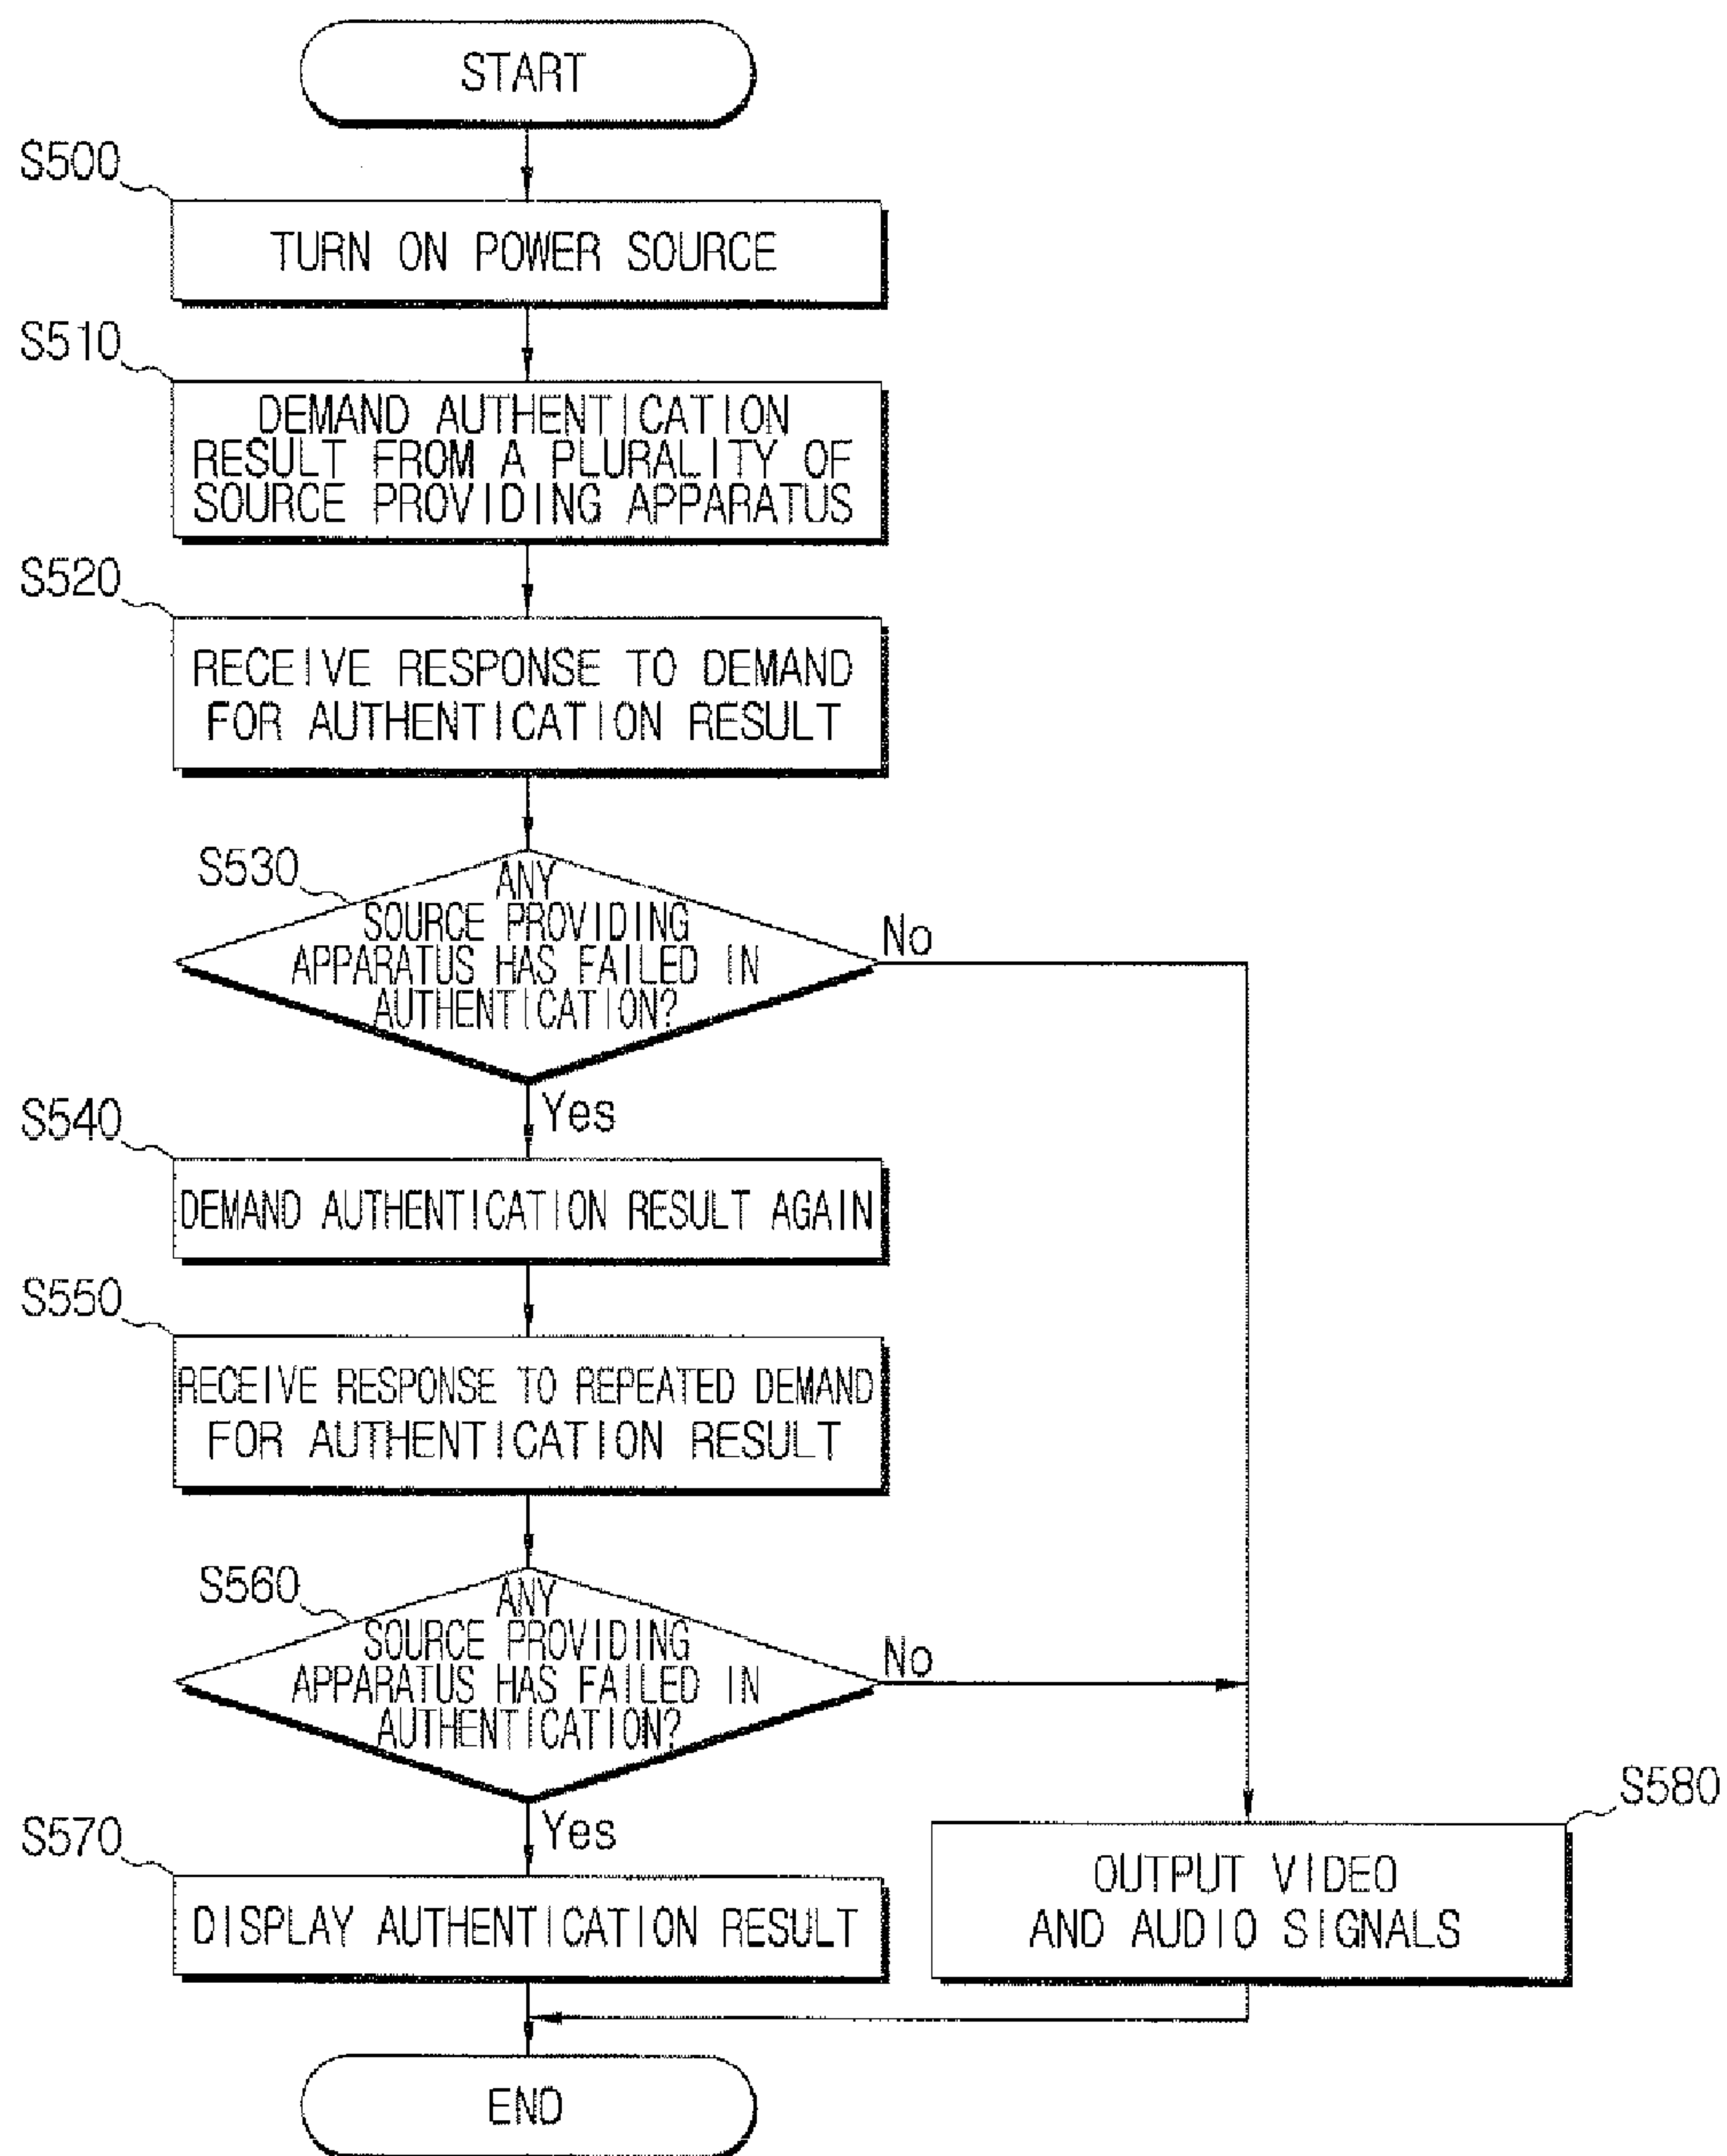 START
S500
TURN ON POWER SOURCE
S510
DEMAND AUTHENTICATION
RESULT FROM A PLURALITY OF
SOURCE PROVIDING APPARATUS
S520
RECEIVE RESPONSE TO DEMAND
FOR AUTHENTICATION RESULT
S530
ANY
SOURCE PROVIDING
APPARATUS HAS FAILED IN
AUTHENTICATION?
No
Yes
S540
DEMAND AUTHENTICATION RESULT AGAIN
S550
RECEIVE RESPONSE TO REPEATED DEMAND
FOR AUTHENTICATION RESULT
S560
ANY
SOURCE PROVIDING
APPARATUS HAS FAILED IN
AUTHENTICATION?
No
Yes
S570
DISPLAY AUTHENTICATION RESULT
S580
OUTPUT VIDEO
AND AUDIO SIGNALS
END